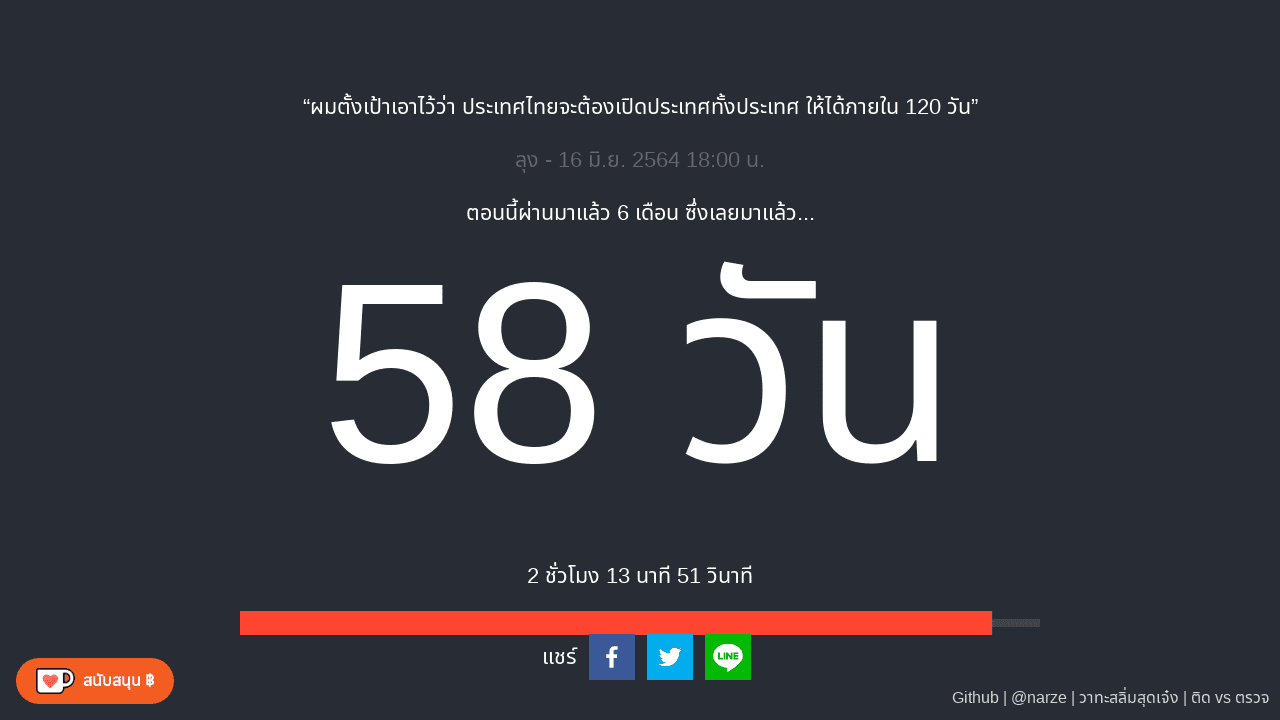 “ผมตั้งเป้าเอาไว้ว่า ประเทศไทยจะต้องเปิดประเทศทั้งประเทศ ให้ได้ภายใน 120 วัน”
ลุง - 16 มิ.ย. 2564 18:00 น.
ตอนนี้ผ่านมาแล้ว 6 เดือน ซึ่งเลยมาแล้ว...
58 วัน
2 ชั่วโมง 13 นาที 51 วินาที
แชร์
LINE
สนับสนุน ฿
Github | @narze | วาทะสลิ่มสุดเจ๋ง | ติด vs ตรวจ